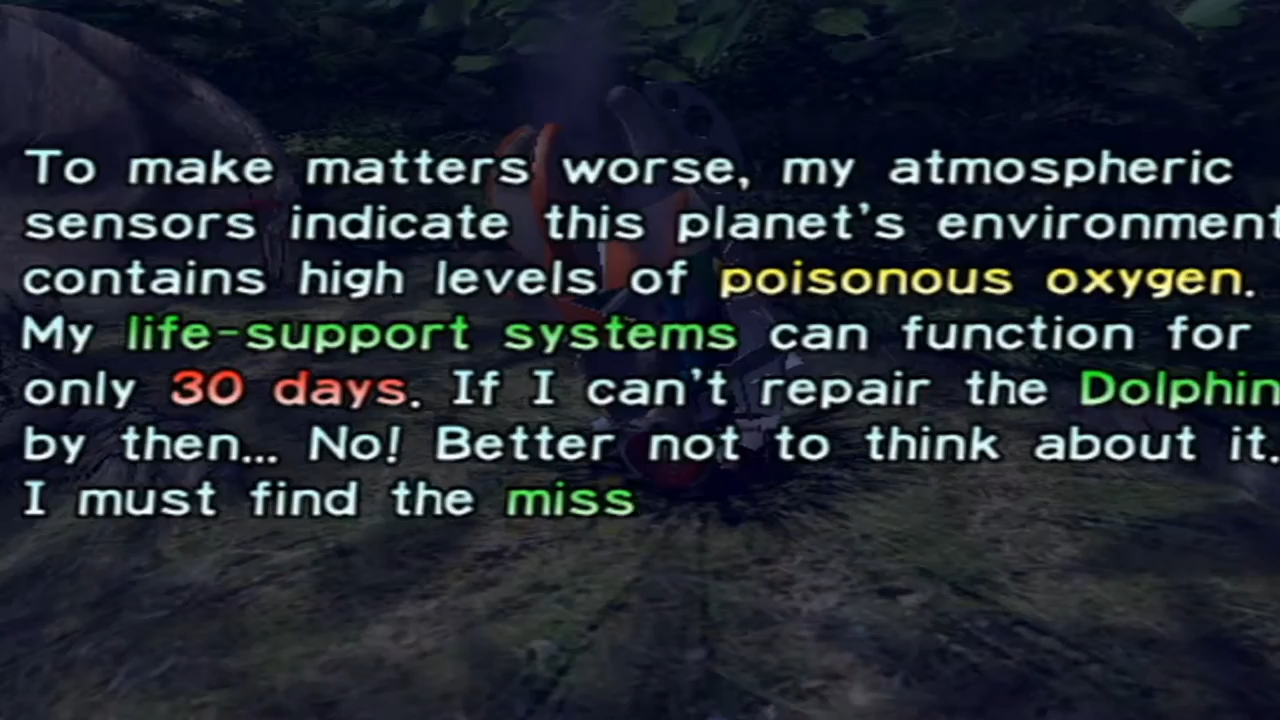 To make matters worse, my atmospheric
sensors indicate this planet's environment
contains high levels of poisonous oxygen.
My life-support systems can function for
only 30 days. If I can't repair the Dolphin
by then... No! Better not to think about it.
I must find the miss